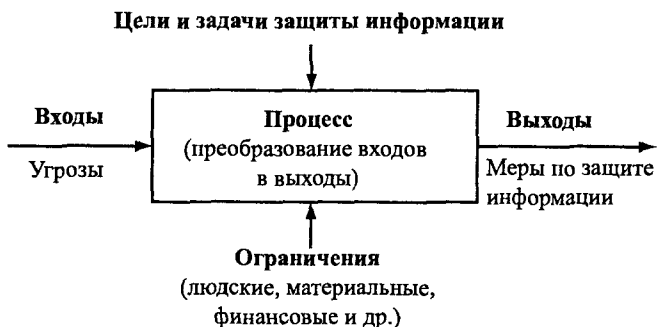 Цели и задачи защиты информации
Входы
Угрозы
Процесс
(преобразование входов
в выходы)
Выходы
Меры по защите
информации
Ограничения
(людские, материальные,
финансовые и др.)